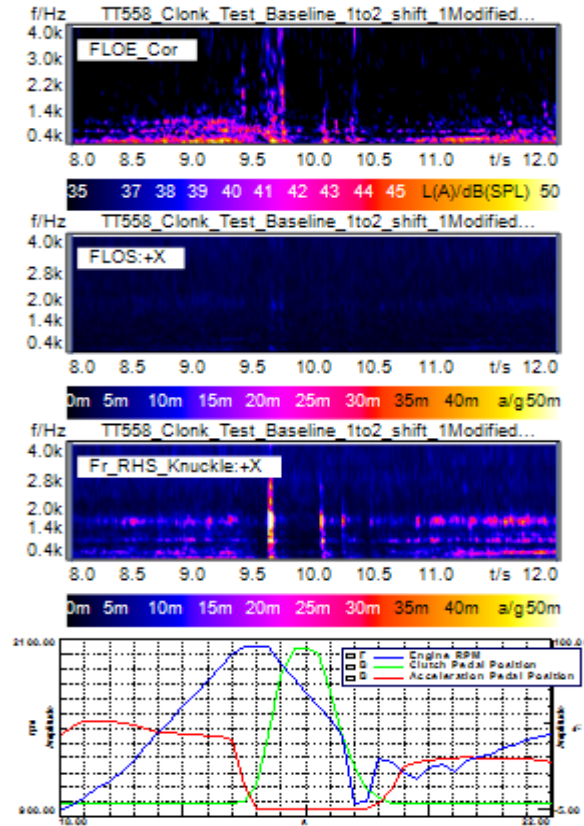 f/Hz TT558_Clonk_Test_Baseline_1to2_shift_1Modified...
4.0k
FLOE_Cor
3.0k
2.2k
1.4k
0.4k
8.0 8.5 9.0 9.5 10.0 10.5 11.0 t/s 12.0
35 37 38 39 40 41 42 43 44 45 L(A)/dB(SPL) 50
f/Hz TT558_Clonk_Test_Baseline_1to2_shift_1Modified...
4.0k
FLOS:+X
2.8k
2.0k
1.4k
0.4k
8.0 8.5 9.0 9.5 10.0 10.5 11.0 t/s 12.0
0m 5m 10m 15m 20m 25m 30m 35m 40m a/g50m
f/Hz TT558_Clonk_Test_Baseline_1to2_shift_1Modified...
4.0k
Fr_RHS_Knuckle:+X
2.8k
2.0k
1.4k
0.4k
8.0 8.5 9.0 9.5 10.0 10.5 11.0 t/s 12.0
0m 5m 10m 15m 20m 25m 30m 35m 40m a/g50m
2100.00 100.00
F Engine RPM
B Clutch Pedal Position
B Acceleration Pedal Position
rpm
Amplitude
Amplitude
900.00 -5.00
22.00